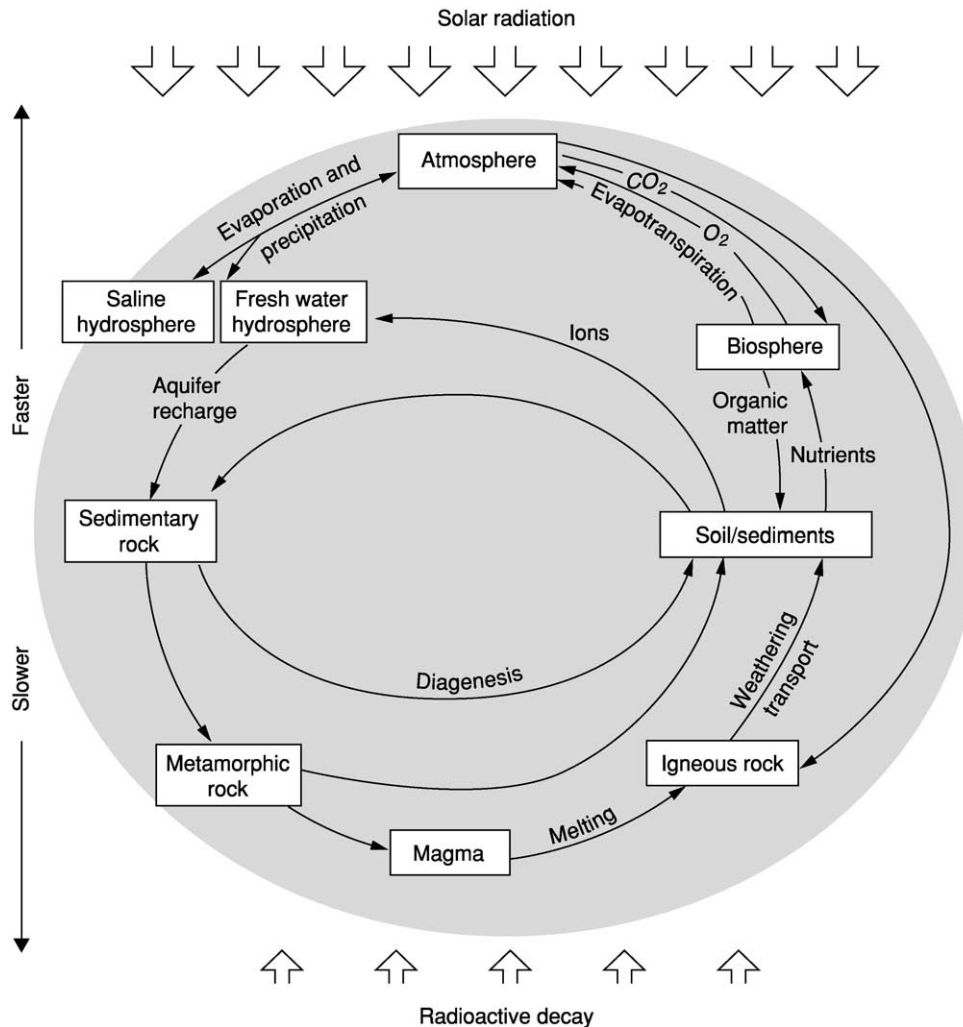 Solar radiation
Atmosphere
Evaporation and
precipitation
CO2
O2
Evapotranspiration
Saline
hydrosphere
Fresh water
hydrosphere
Ions
Biosphere
Faster
Aquifer
recharge
Organic
matter
Nutrients
Sedimentary
rock
Soil/sediments
Slower
Diagenesis
Weathering
transport
Metamorphic
rock
Igneous rock
Melting
Magma
Radioactive decay